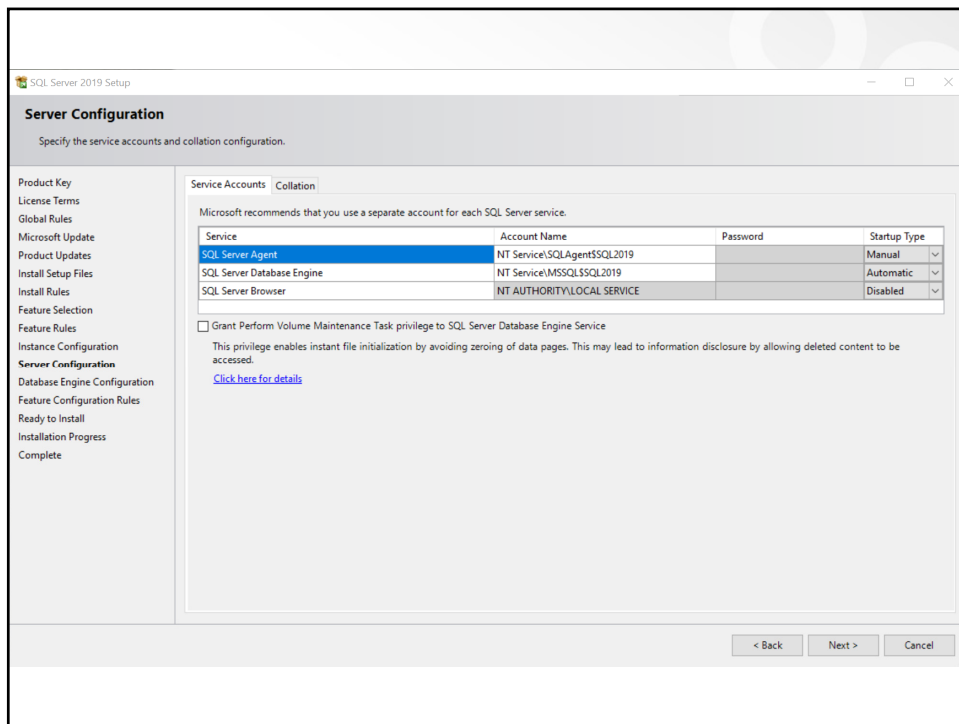 SQL Server 2019 Setup
Server Configuration
Specify the service accounts and collation configuration.
Product Key
License Terms
Global Rules
Microsoft Update
Product Updates
Install Setup Files
Install Rules
Feature Selection
Feature Rules
Instance Configuration
Server Configuration
Database Engine Configuration
Feature Configuration Rules
Ready to Install
Installation Progress
Complete
Service Accounts Collation
Microsoft recommends that you use a separate account for each SQL Server service.
Service Account Name Password Startup Type
SQL Server Agent NT Service\SQLAgent$SQL2019 Manual
SQL Server Database Engine NT Service\MSSQL$SQL2019 Automatic
SQL Server Browser NT AUTHORITY\LOCAL SERVICE Disabled
Grant Perform Volume Maintenance Task privilege to SQL Server Database Engine Service
This privilege enables instant file initialization by avoiding zeroing of data pages. This may lead to information disclosure by allowing deleted content to be
accessed.
Click here for details
< Back Next > Cancel